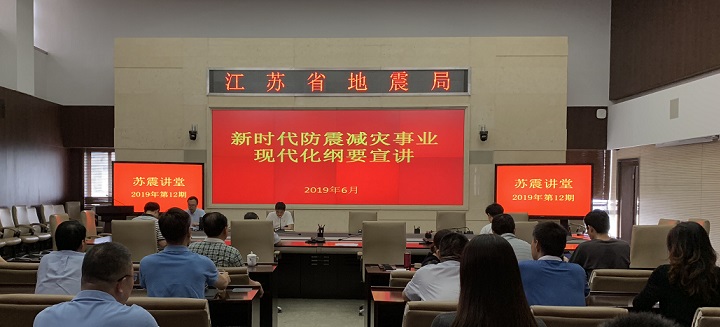 江苏省地震局
新时代防震减灾事业
现代化纲要宣讲
2019年6月
苏震讲堂
2019年第12期
苏震讲堂
2019年第12期